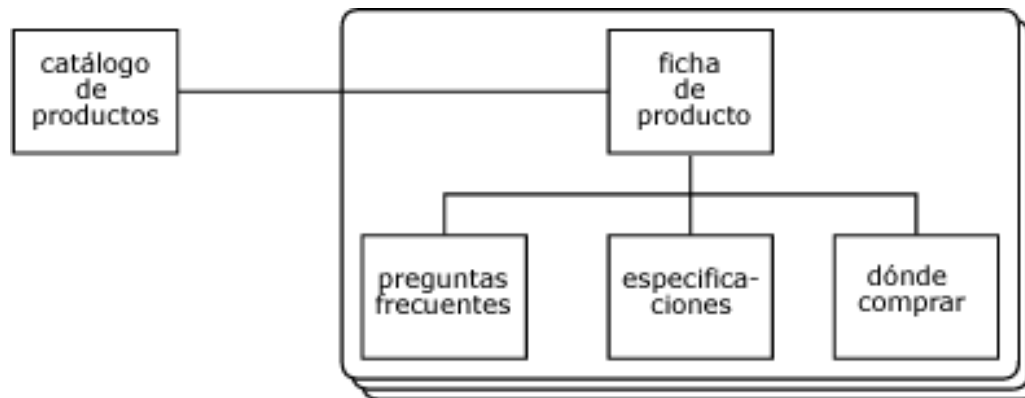 catálogo
de
productos
ficha
de
producto
preguntas
frecuentes
especifica-
ciones
dónde
comprar